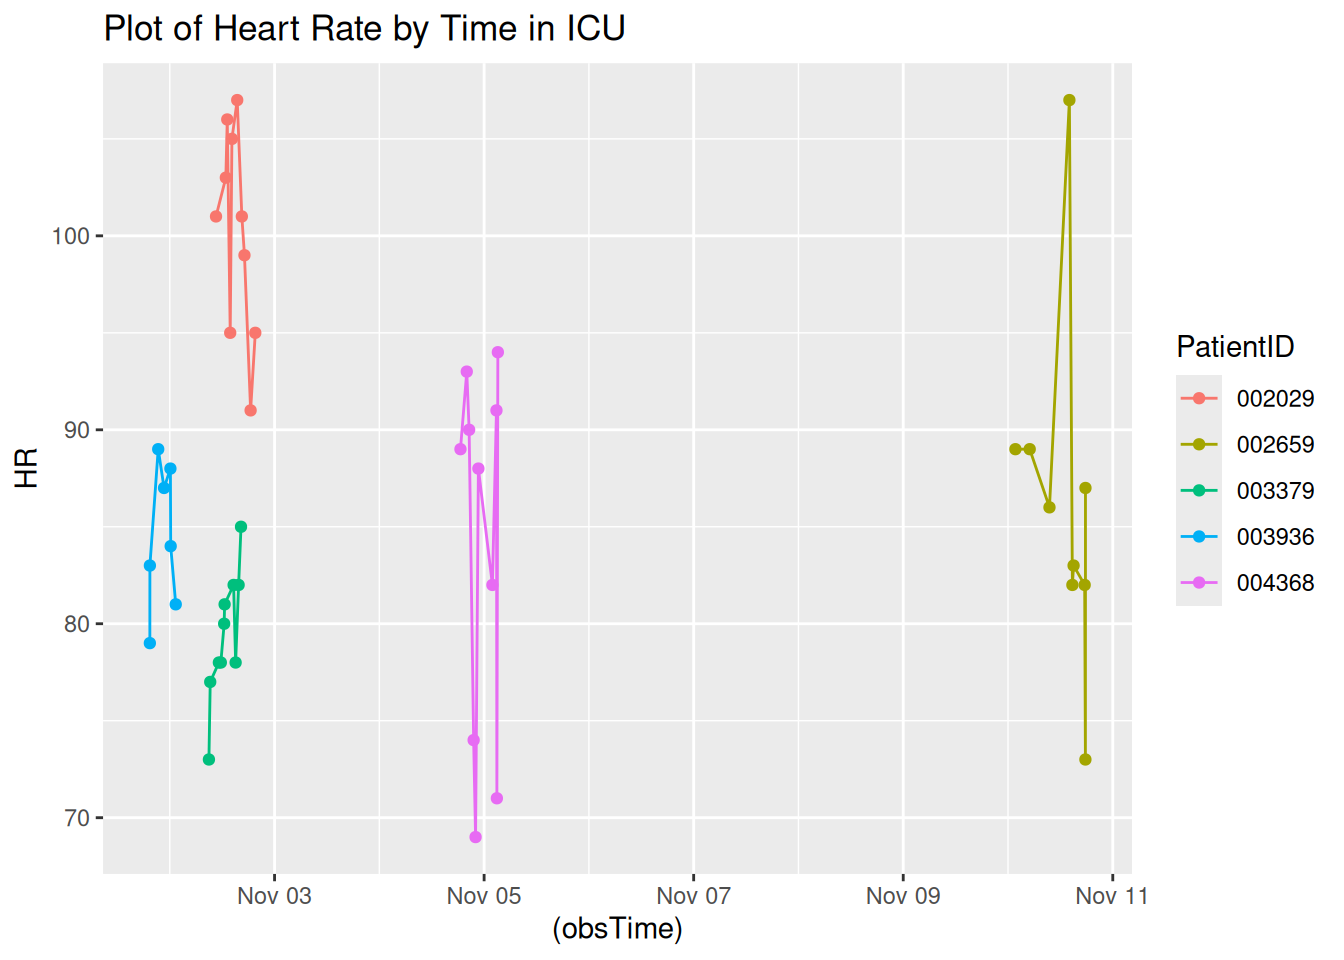 Plot of Heart Rate by Time in ICU
HR
100
90
80
70
Nov 03
Nov 05
Nov 07
Nov 09
Nov 11
(obsTime)
PatientID
002029
002659
003379
003936
004368